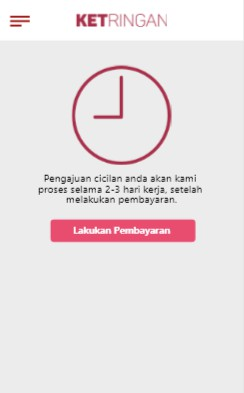 KETRINGAN
Pengajuan cicilan anda akan kami
proses selama 2-3 hari kerja, setelah
melakukan pembayaran.
Lakukan Pembayaran